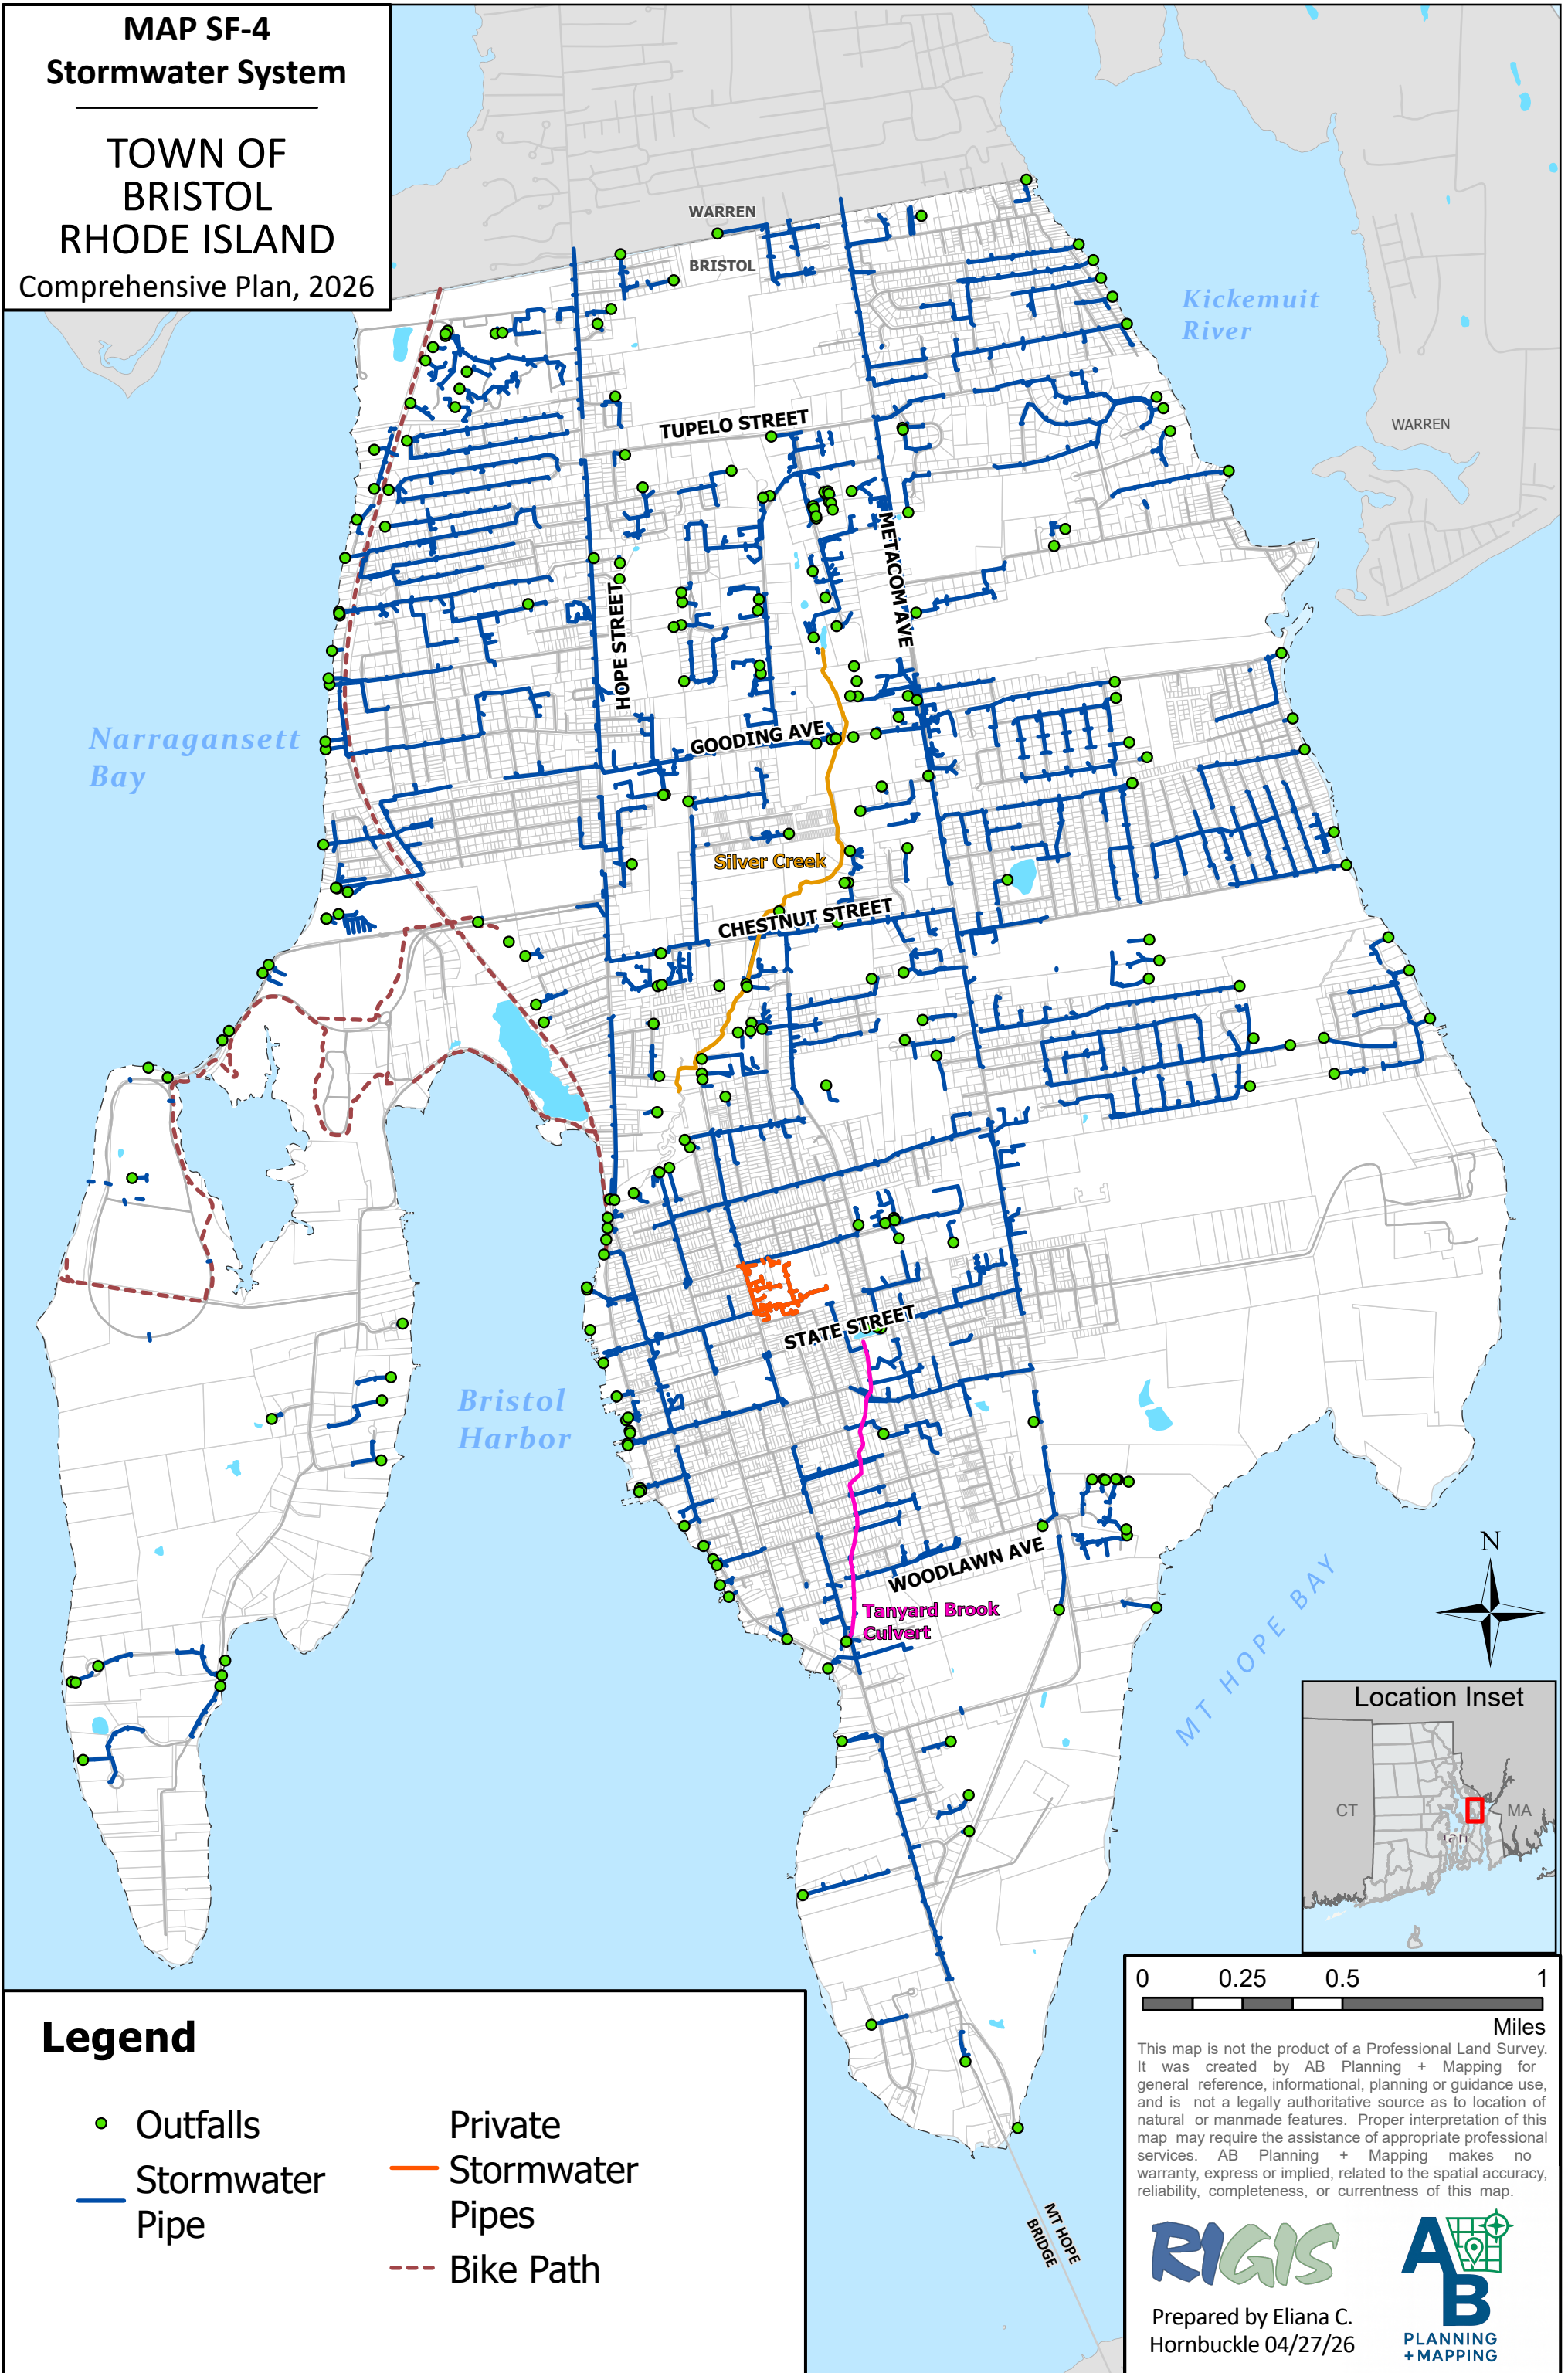 MAP SF-4
Stormwater System
TOWN OF
BRISTOL
RHODE ISLAND
Comprehensive Plan, 2026
WARREN
BRISTOL
Kickemuit
River
WARREN
TUPELO STREET
METACOM AVE
HOPE STREET
GOODING AVE
Narragansett
Bay
Silver Creek
CHESTNUT STREET
STATE STREET
Bristol
Harbor
WOODLAWN AVE
Tanyard Brook
Culvert
MT HOPE BAY
N
Location Inset
CT
MA
0 0.25 0.5 1
Miles
This map is not the product of a Professional Land Survey.
It was created by AB Planning + Mapping for
general reference, informational, planning or guidance use,
and is not a legally authoritative source as to location of
natural or manmade features. Proper interpretation of this
map may require the assistance of appropriate professional
services. AB Planning + Mapping makes no
warranty, express or implied, related to the spatial accuracy,
reliability, completeness, or currentness of this map.
RIGIS
Prepared by Eliana C.
Hornbuckle 04/27/26
AB
PLANNING
+MAPPING
MT HOPE
BRIDGE
Legend
Outfalls
Stormwater
Pipe
Private
Stormwater
Pipes
Bike Path